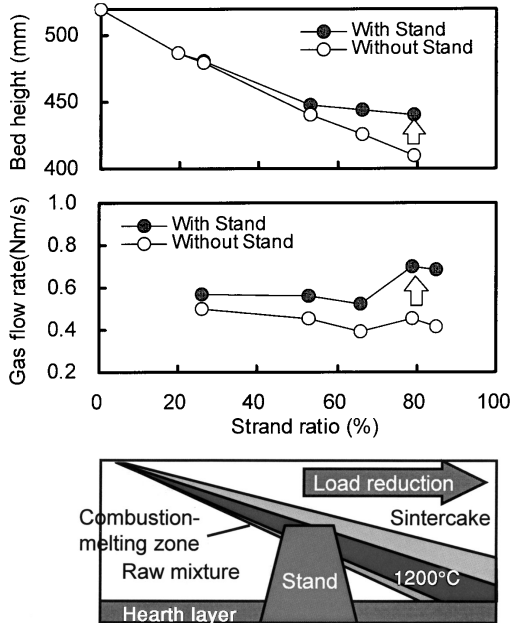 500
450
400
Bed height (mm)
With Stand
Without Stand
1.0
0.8
0.6
0.4
0.2
Gas flow rate(Nm/s)
With Stand
Without Stand
0 20 40 60 80 100
Strand ratio (%)
Load reduction
Combustion-
melting zone
Sintercake
Raw mixture
Stand
1200°C
Hearth layer